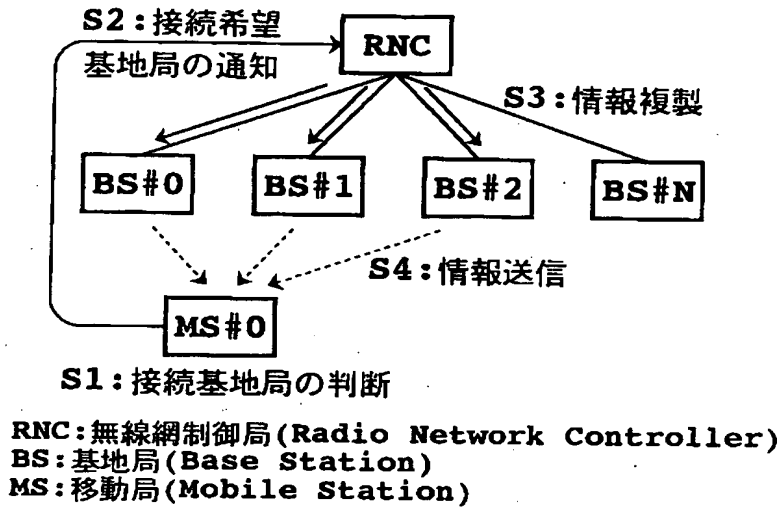 S2:接続希望
基地局の通知
RNC
S3:情報複製
BS#0
BS#1
BS#2
BS#N
S4:情報送信
MS#0
S1:接続基地局の判断
RNC:無線網制御局(Radio Network Controller)
BS:基地局(Base Station)
MS:移動局(Mobile Station)